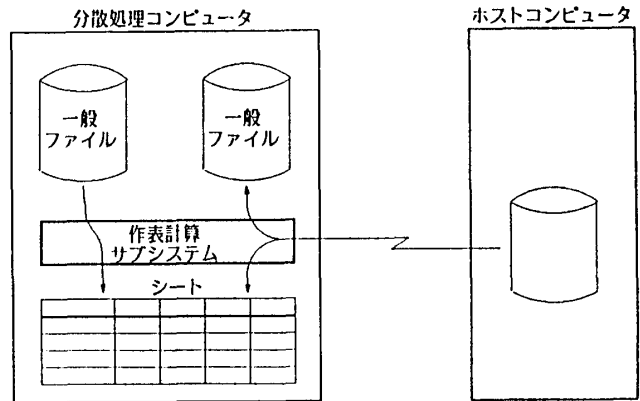 分散処理コンピュータ
ホストコンピュータ
一般
ファイル
一般
ファイル
作表計算
サブシステム
シート